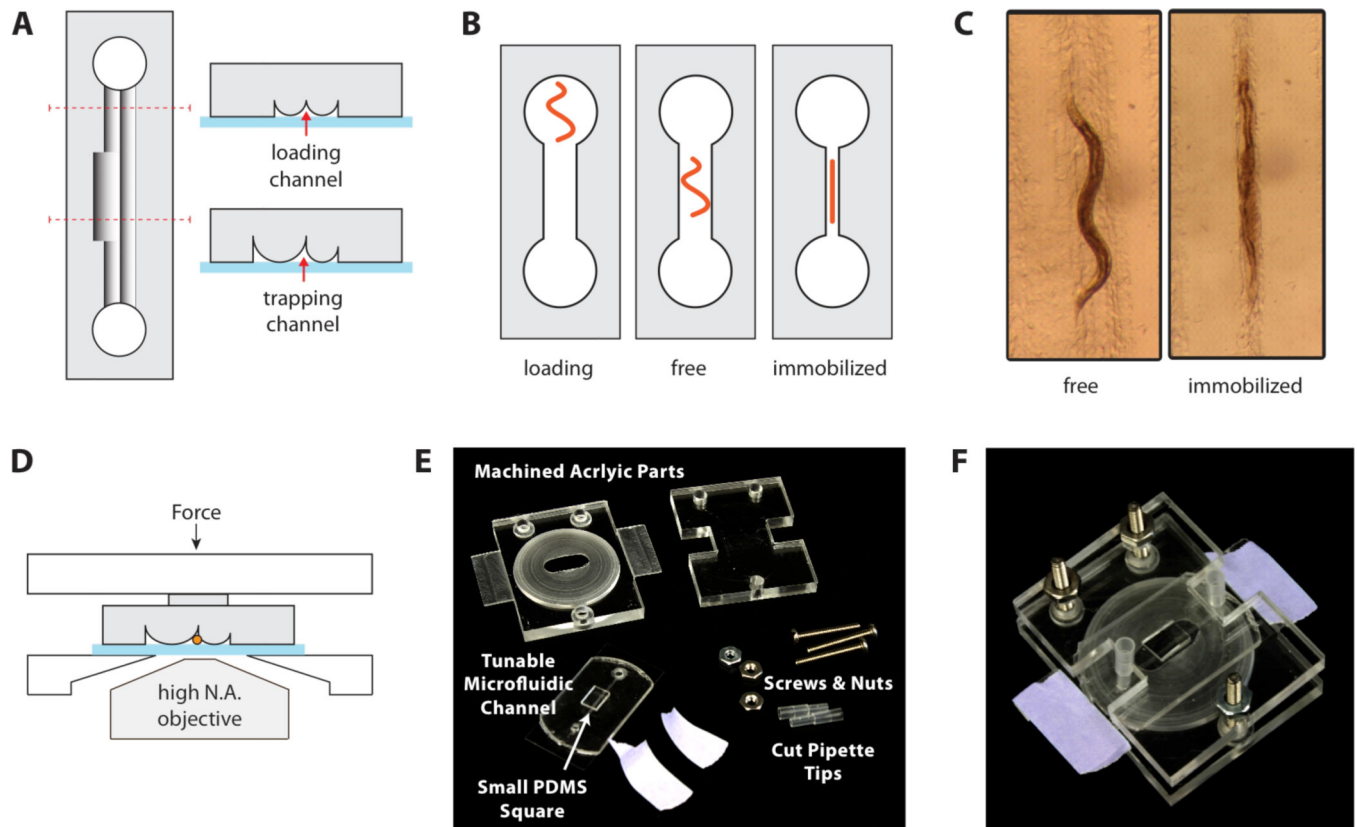 A
loading
channel
trapping
channel
B
loading
free
immobilized
C
free
immobilized
D
Force
high N.A.
objective
E
Machined Acrlyic Parts
Tunable
Microfluidic
Channel
Screws & Nuts
Small PDMS
Square
Cut Pipette
Tips
F